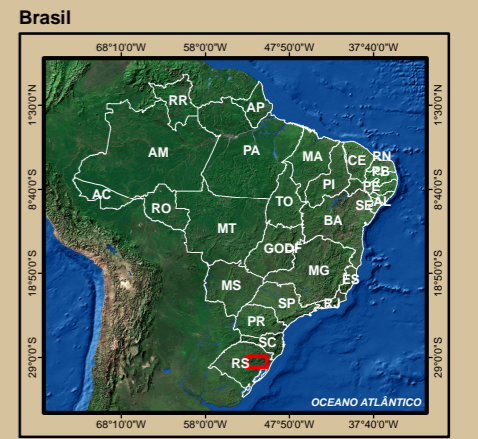 Brasil
68°10'0"W 58°0'0"W 47°50'0"W 37°40'0"W
1°30'0"N 1°30'0"N
RR AP
AM PA MA CE RN
PB
PI PE
AC 8°40'0"S TO SE AL 8°40'0"S
RO BA
MT
GO DF
MG
18°50'0"S MS ES 18°50'0"S
SP RJ
PR
SC
29°0'0"S RS 29°0'0"S
OCEANO ATLÂNTICO
68°10'0"W 58°0'0"W 47°50'0"W 37°40'0"W